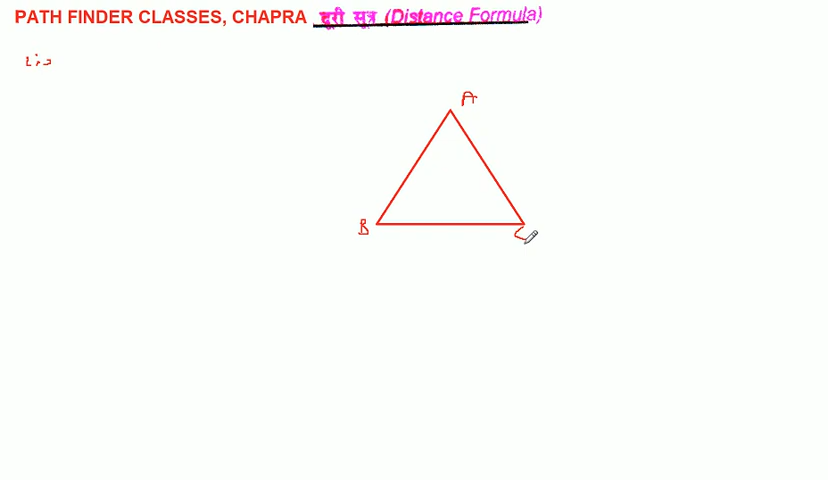 PATH FINDER CLASSES, CHAPRA दूरी सूत्र (Distance Formula)
A
B
C